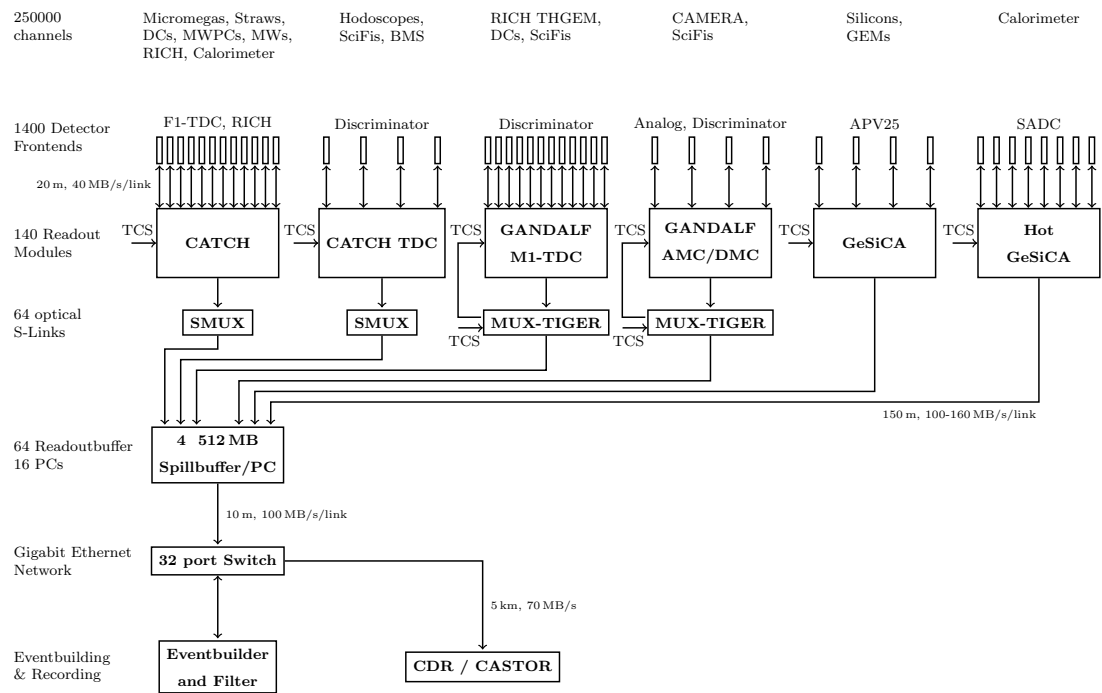 250000
channels
Micromegas, Straws,
DCs, MWPCs, MWs,
RICH, Calorimeter
Hodoscopes,
SciFis, BMS
RICH THGEM,
DCs, SciFis
CAMERA,
SciFis
Silicons,
GEMs
Calorimeter
1400 Detector
Frontends
F1-TDC, RICH
Discriminator
Discriminator
Analog, Discriminator
APV25
SADC
20 m, 40 MB/s/link
140 Readout
Modules
TCS
CATCH
TCS
CATCH TDC
TCS
GANDALF
M1-TDC
TCS
GANDALF
AMC/DMC
TCS
GeSiCA
TCS
Hot
GeSiCA
64 optical
S-Links
SMUX
SMUX
MUX-TIGER
TCS
MUX-TIGER
TCS
150 m, 100-160 MB/s/link
64 Readoutbuffer
16 PCs
4 512 MB
Spillbuffer/PC
10 m, 100 MB/s/link
Gigabit Ethernet
Network
32 port Switch
5 km, 70 MB/s
Eventbuilding
& Recording
Eventbuilder
and Filter
CDR / CASTOR